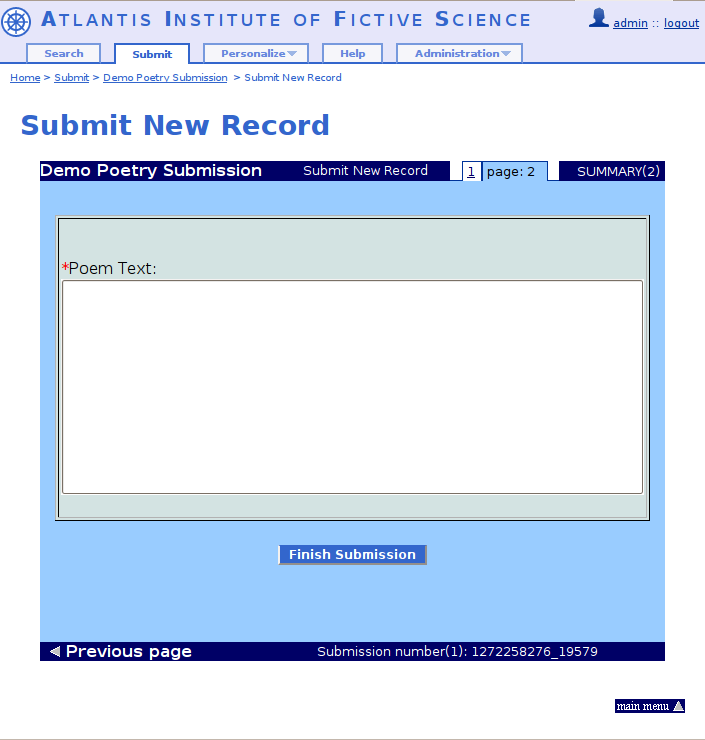 ATLANTIS INSTITUTE OF FICTIVE SCIENCE
admin :: logout
Search Submit Personalize Help Administration
Home > Submit > Demo Poetry Submission > Submit New Record
Submit New Record
Demo Poetry Submission Submit New Record 1 page: 2 SUMMARY(2)
*Poem Text:
Finish Submission
Previous page Submission number(1): 1272258276_19579
main menu